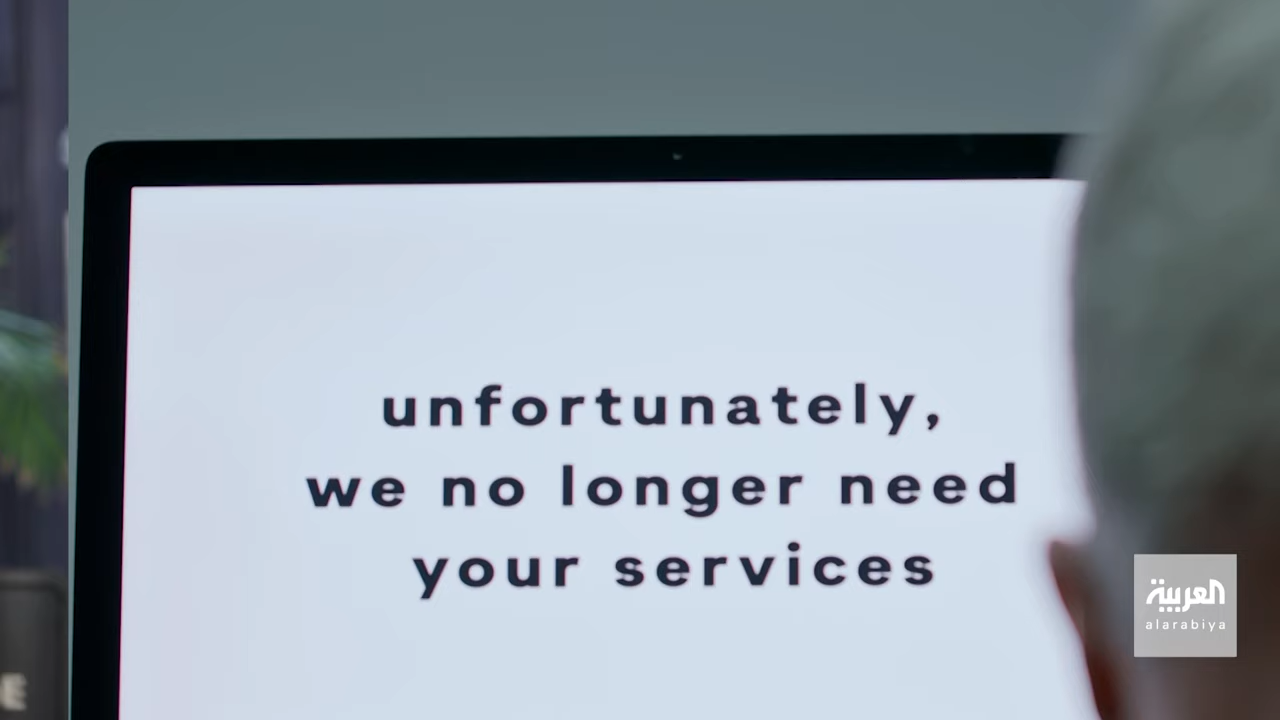 unfortunately,
we no longer need
your services
العربية
alarabiya
E